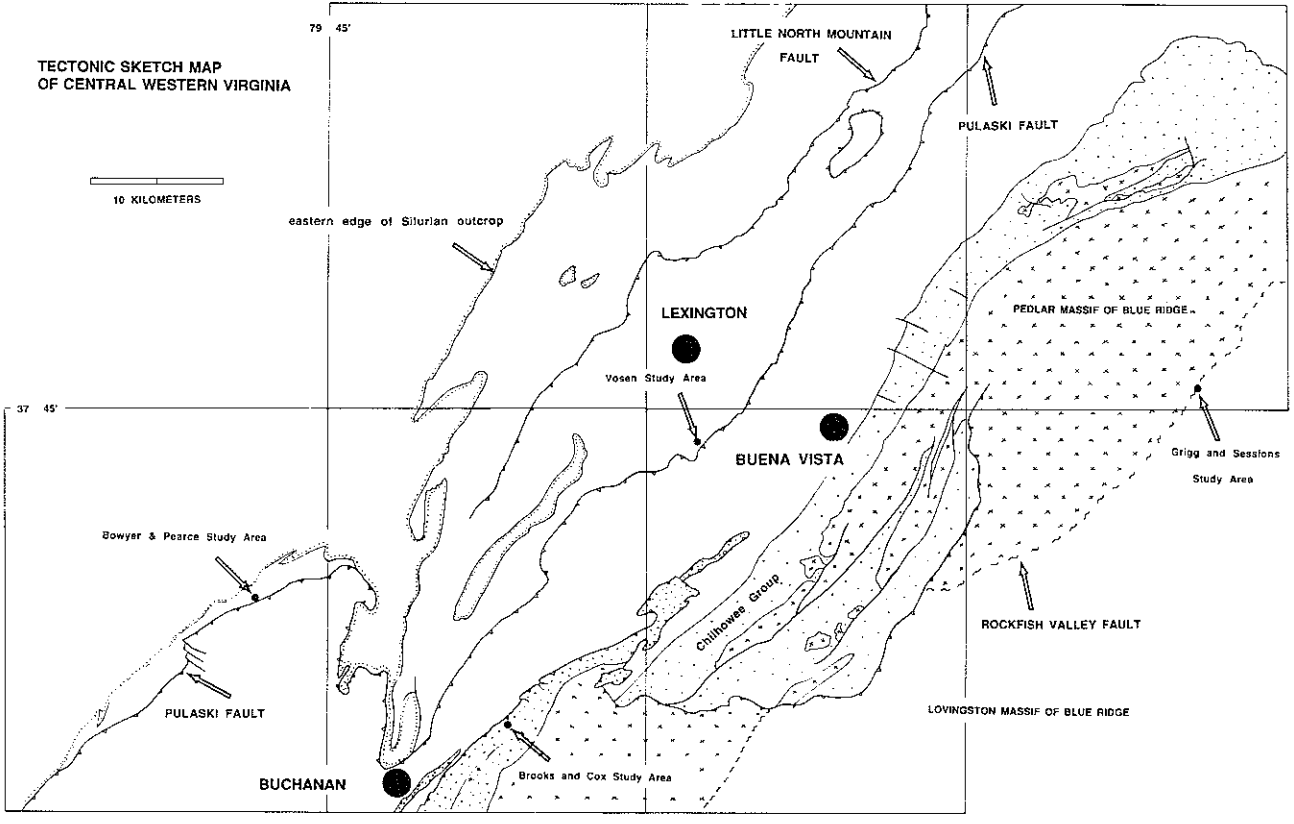 79 45'
TECTONIC SKETCH MAP
OF CENTRAL WESTERN VIRGINIA
10 KILOMETERS
LITTLE NORTH MOUNTAIN
FAULT
PULASKI FAULT
eastern edge of Silurian outcrop
LEXINGTON
Vosen Study Area
PEDLAR MASSIF OF BLUE RIDGE
37 45'
BUENA VISTA
Grigg and Sessions
Study Area
Bowyer & Pearce Study Area
Chilhowee Group
ROCKFISH VALLEY FAULT
PULASKI FAULT
LOVINGSTON MASSIF OF BLUE RIDGE
BUCHANAN
Brooks and Cox Study Area